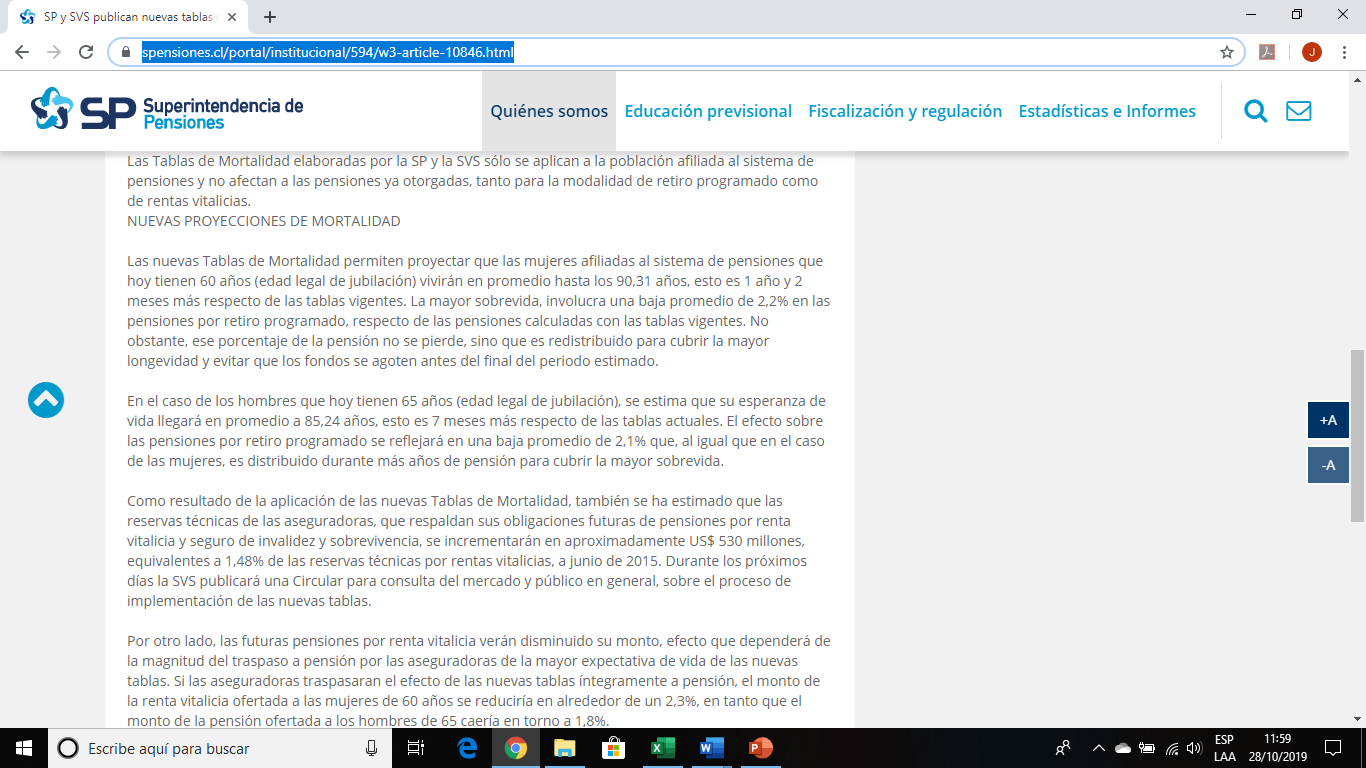 SP y SVS publican nuevas tablas
spensiones.cl/portal/institucional/594/w3-article-10846.html
J
SP Superintendencia de
Pensiones
Quiénes somos Educación previsional Fiscalización y regulación Estadísticas e Informes
Las Tablas de Mortalidad elaboradas por la SP y la SVS sólo se aplican a la población afiliada al sistema de
pensiones y no afectan a las pensiones ya otorgadas, tanto para la modalidad de retiro programado como
de rentas vitalicias.
NUEVAS PROYECCIONES DE MORTALIDAD
Las nuevas Tablas de Mortalidad permiten proyectar que las mujeres afiliadas al sistema de pensiones que
hoy tienen 60 años (edad legal de jubilación) vivirán en promedio hasta los 90,31 años, esto es 1 año y 2
meses más respecto de las tablas vigentes. La mayor sobrevida, involucra una baja promedio de 2,2% en las
pensiones por retiro programado, respecto de las pensiones calculadas con las tablas vigentes. No
obstante, ese porcentaje de la pensión no se pierde, sino que es redistribuido para cubrir la mayor
longevidad y evitar que los fondos se agoten antes del final del periodo estimado.
En el caso de los hombres que hoy tienen 65 años (edad legal de jubilación), se estima que su esperanza de
vida llegará en promedio a 85,24 años, esto es 7 meses más respecto de las tablas actuales. El efecto sobre
las pensiones por retiro programado se reflejará en una baja promedio de 2,1% que, al igual que en el caso
de las mujeres, es distribuido durante más años de pensión para cubrir la mayor sobrevida.
Como resultado de la aplicación de las nuevas Tablas de Mortalidad, también se ha estimado que las
reservas técnicas de las aseguradoras, que respaldan sus obligaciones futuras de pensiones por renta
vitalicia y seguro de invalidez y sobrevivencia, se incrementarán en aproximadamente US$ 530 millones,
equivalentes a 1,48% de las reservas técnicas por rentas vitalicias, a junio de 2015. Durante los próximos
días la SVS publicará una Circular para consulta del mercado y público en general, sobre el proceso de
implementación de las nuevas tablas.
Por otro lado, las futuras pensiones por renta vitalicia verán disminuido su monto, efecto que dependerá de
la magnitud del traspaso a pensión por las aseguradoras de la mayor expectativa de vida de las nuevas
tablas. Si las aseguradoras traspasaran el efecto de las nuevas tablas íntegramente a pensión, el monto de
la renta vitalicia ofertada a las mujeres de 60 años se reduciría en alrededor de un 2,3%, en tanto que el
monto de la pensión ofertada a los hombres de 65 caería en torno a 1,8%.
+A
-A
Escribe aquí para buscar
ESP
LAA
11:59
28/10/2019